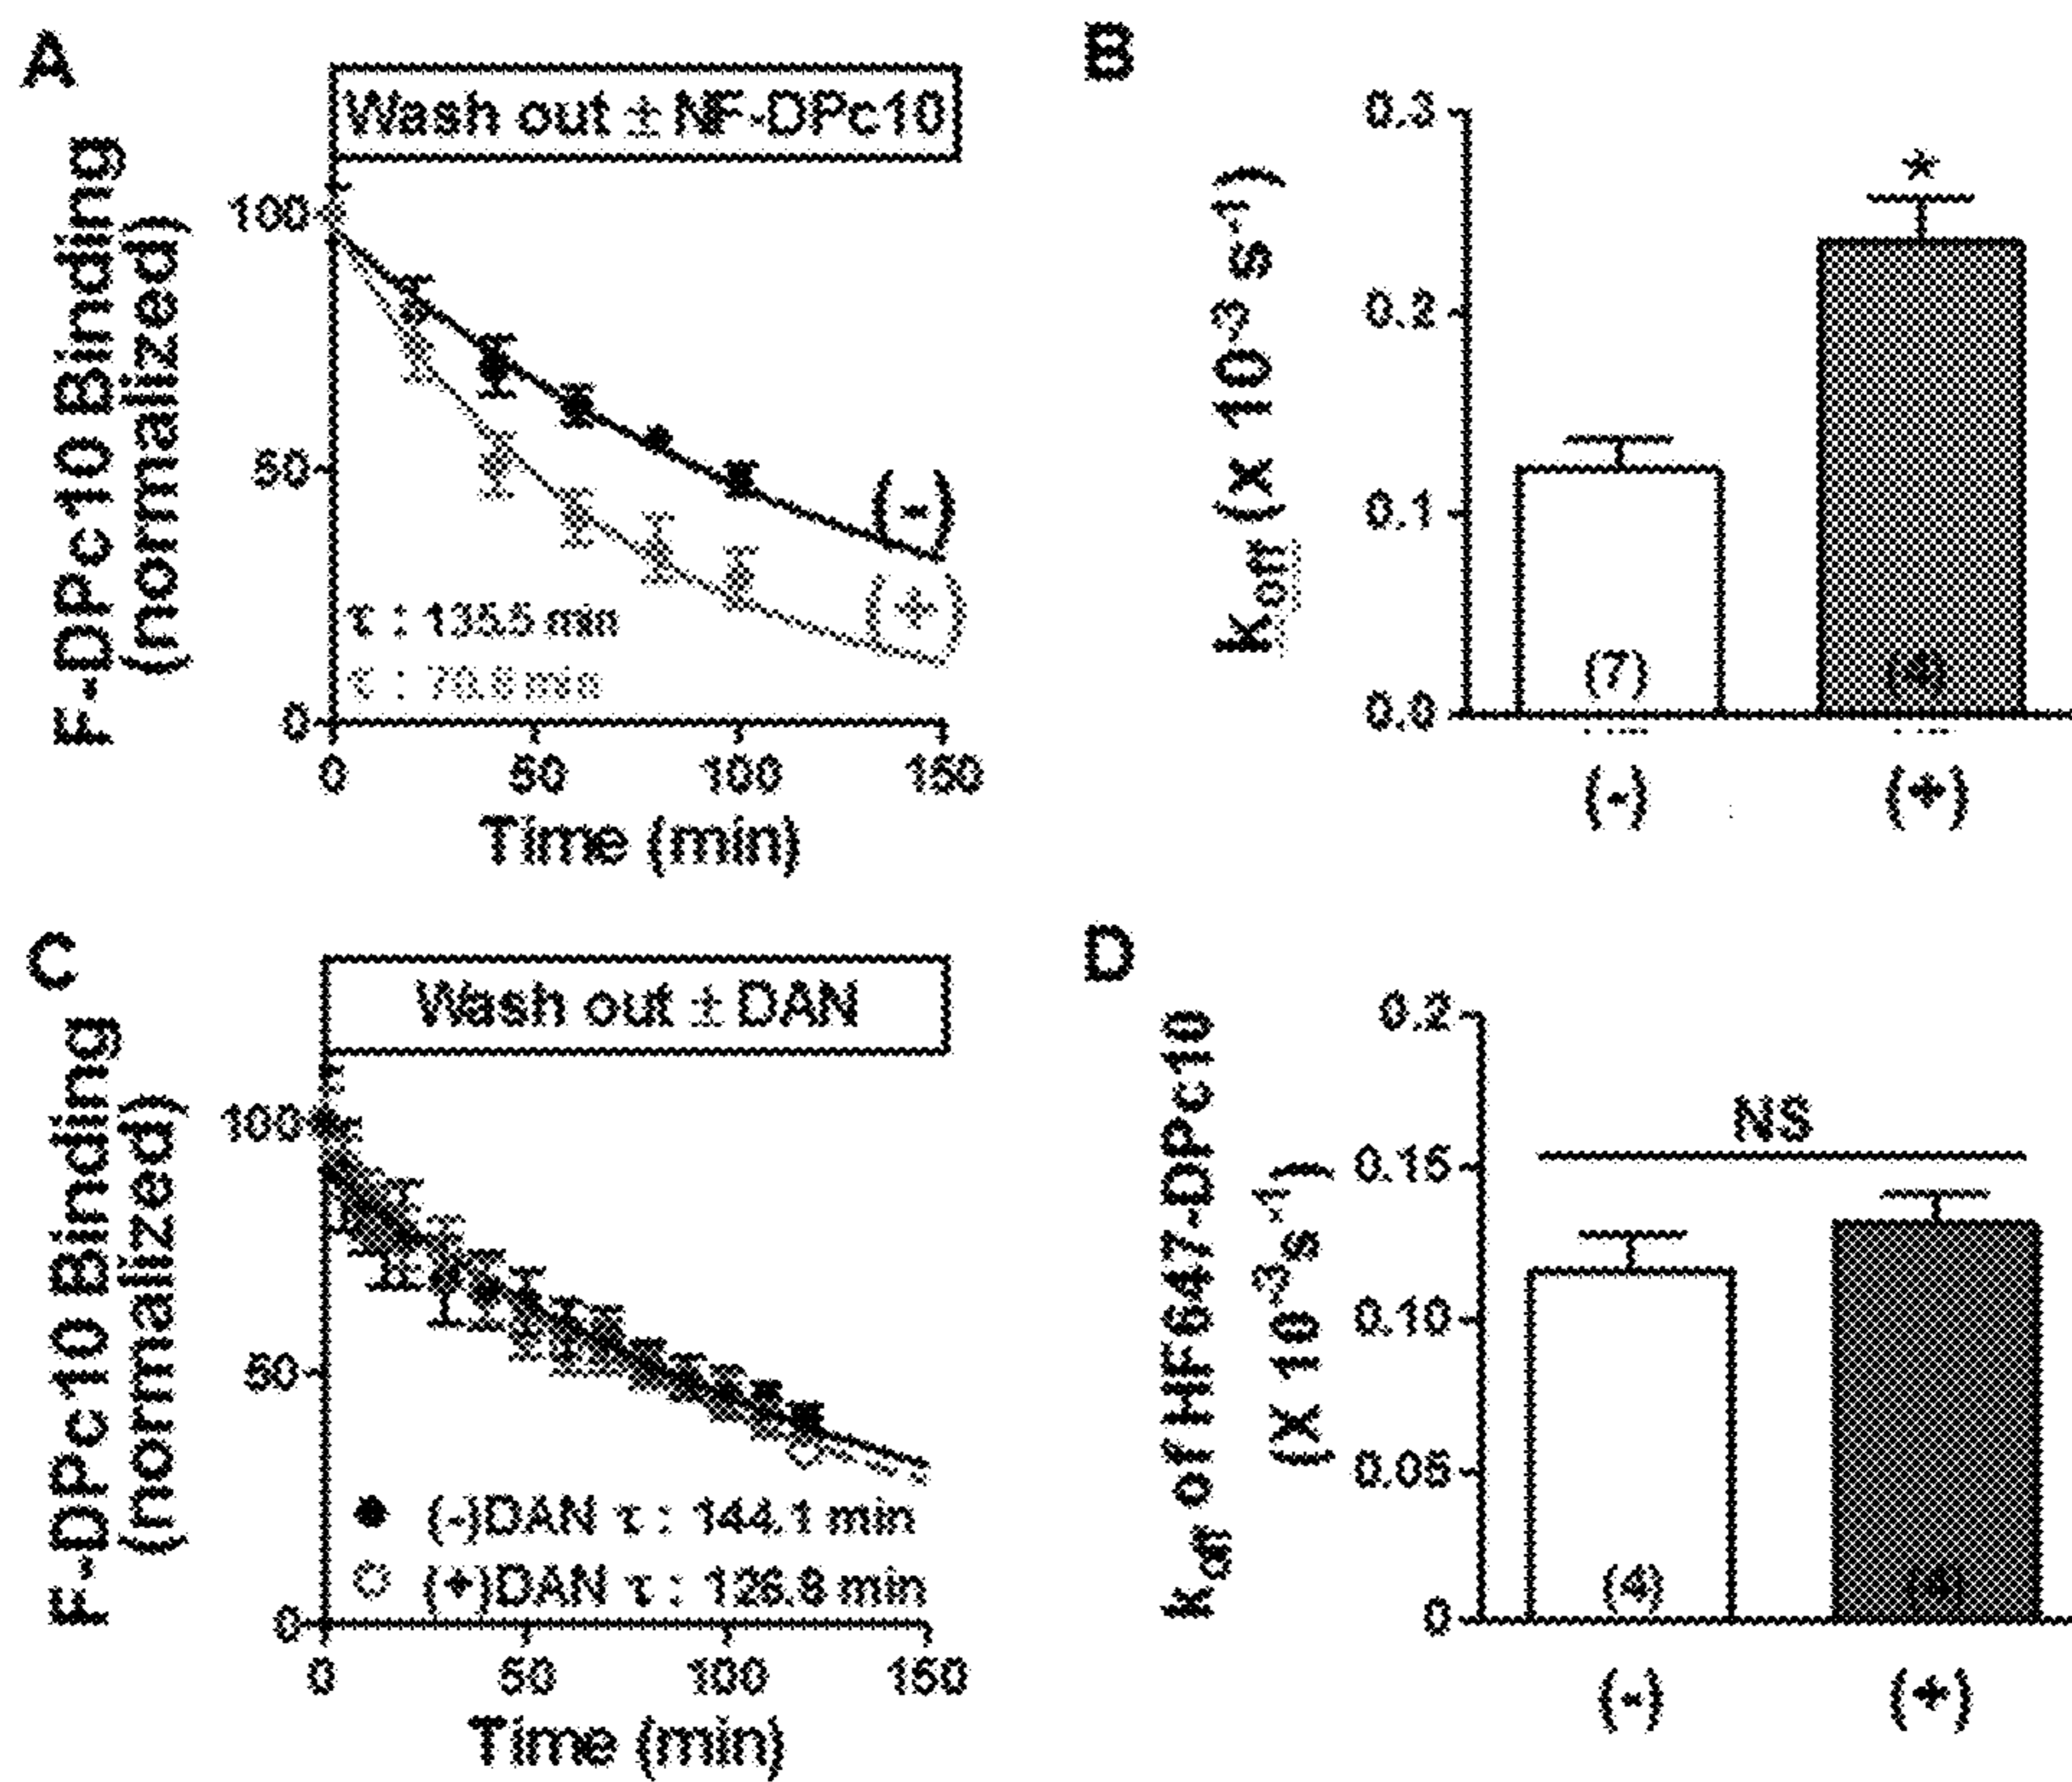 A
Wash out ± NF-DPc10
F-DPc10 Binding
(normalized)
100
50
0
τ : 135.5 min
τ : 70.8 min
(-)
(+)
0 50 100 150
Time (min)
B
koff (x 10-3 s-1)
0.3
0.2
0.1
0.0
*
(7)
(-) (+)
C
Wash out ± DAN
F-DPc10 Binding
(normalized)
100
50
0
(-)DAN τ : 144.1 min
(+)DAN τ : 126.8 min
0 50 100 150
Time (min)
D
koff of HF647-DPc10
(X 10-3s-1)
0.2
0.15
0.10
0.05
0
NS
(4)
(-) (+)